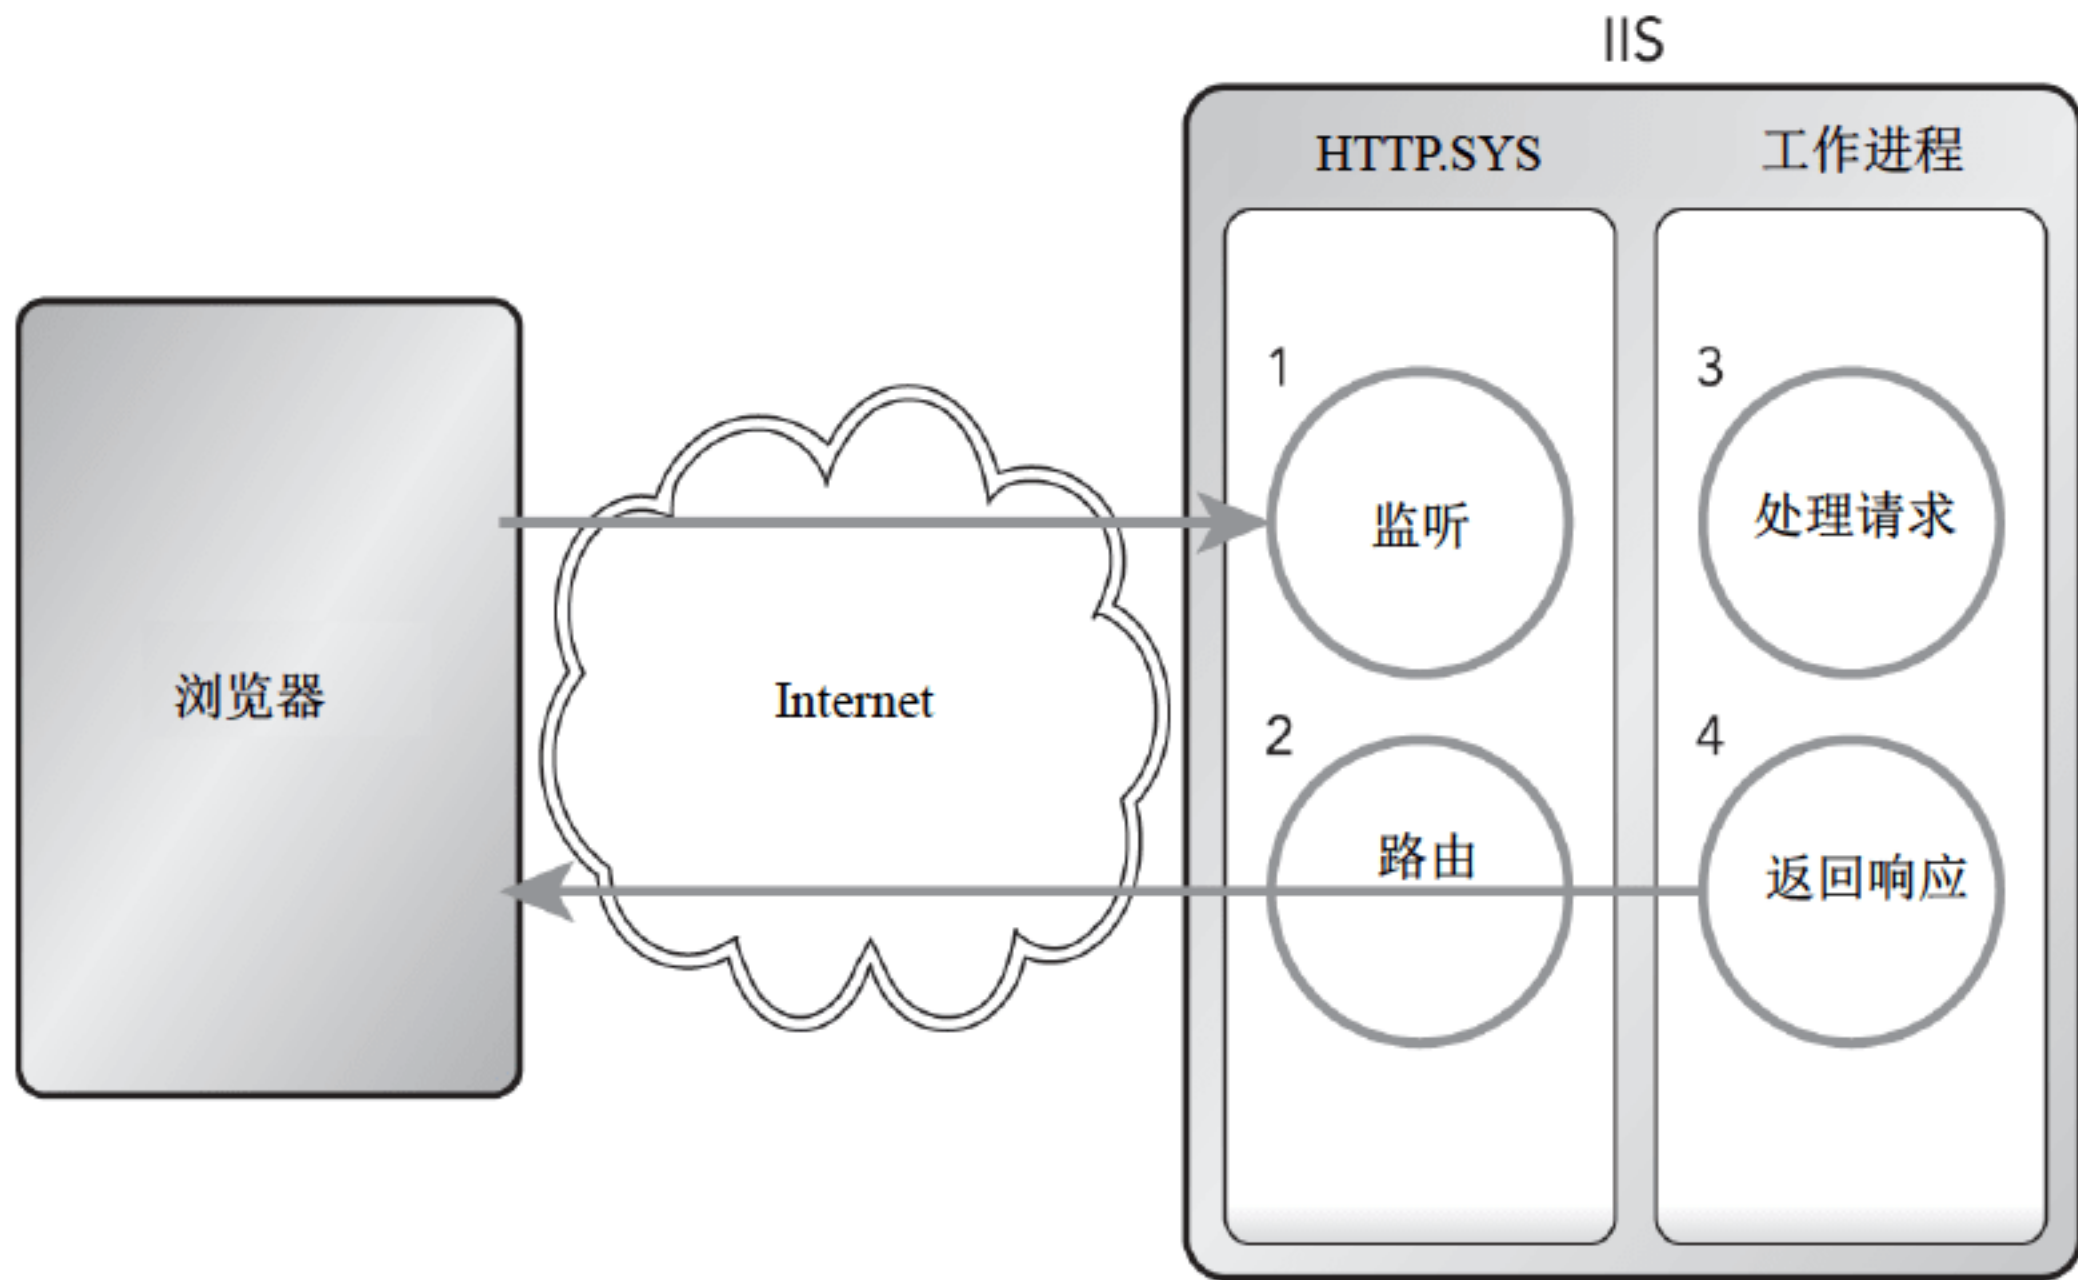 IIS
HTTP.SYS
工作进程
1
监听
3
处理请求
浏览器
Internet
2
路由
4
返回响应